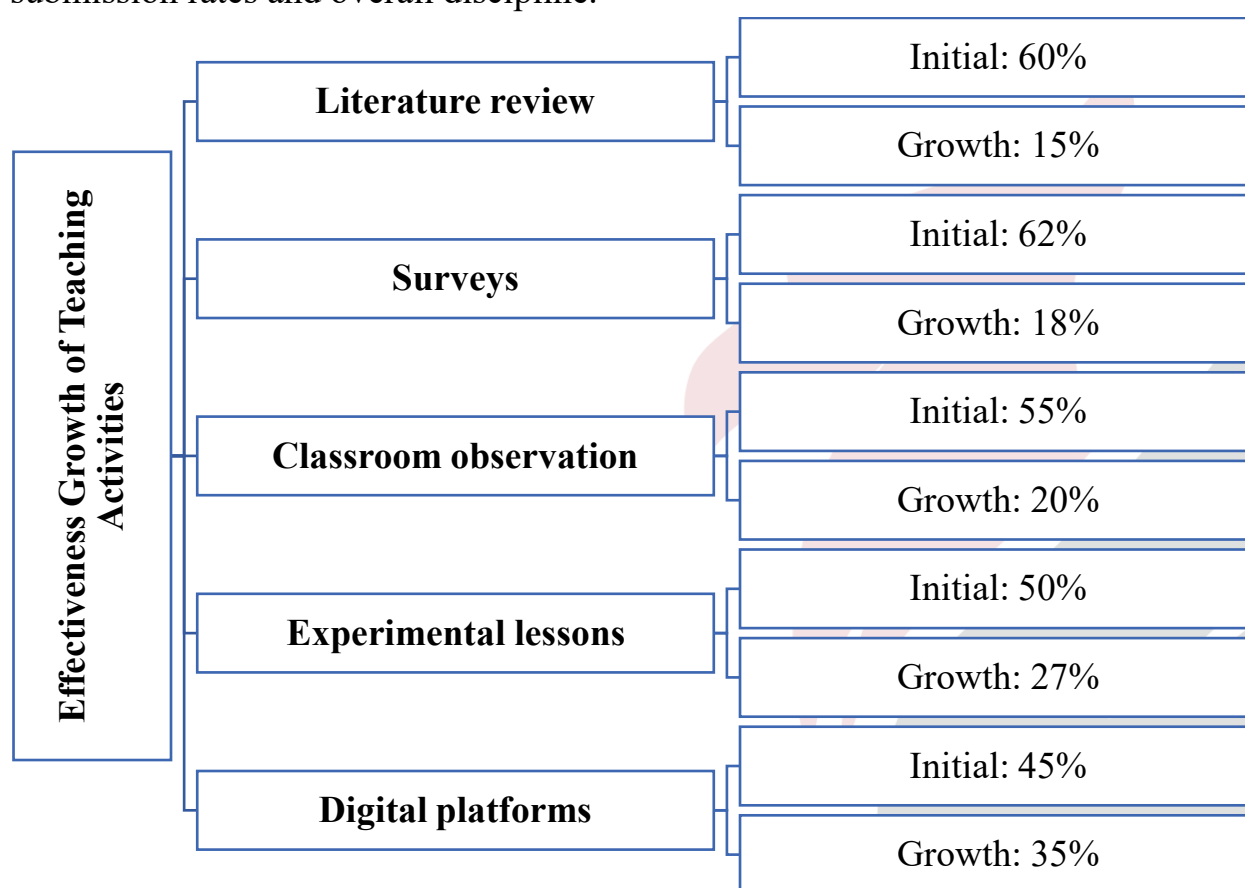 submission rates and overall discipline.
Effectiveness Growth of Teaching
Activities
Literature review
Initial: 60%
Growth: 15%
Surveys
Initial: 62%
Growth: 18%
Classroom observation
Initial: 55%
Growth: 20%
Experimental lessons
Initial: 50%
Growth: 27%
Digital platforms
Initial: 45%
Growth: 35%